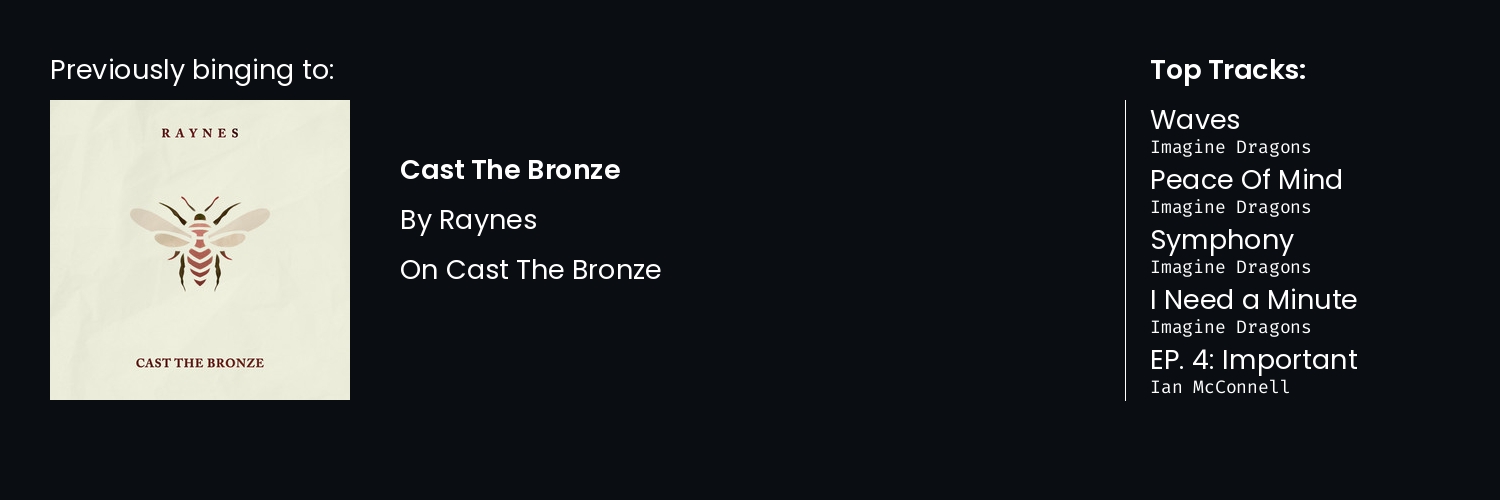 Previously binging to:
RAYNES
CAST THE BRONZE
Cast The Bronze
By Raynes
On Cast The Bronze
Top Tracks:
Waves
Imagine Dragons
Peace Of Mind
Imagine Dragons
Symphony
Imagine Dragons
I Need a Minute
Imagine Dragons
EP. 4: Important
Ian McConnell